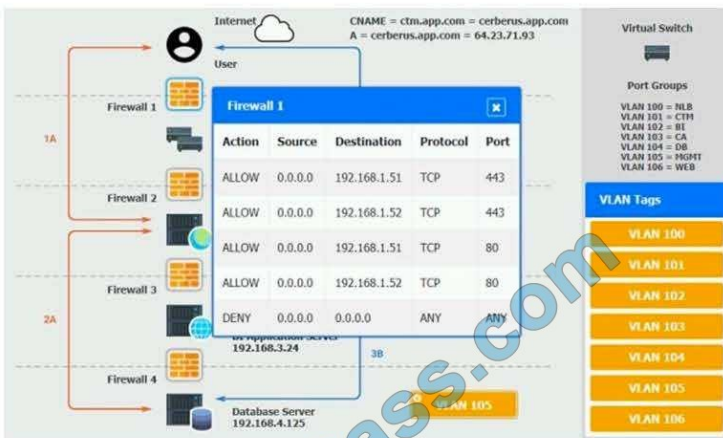 Internet
CNAME = ctm.app.com = cerberus.app.com
A = cerberus.app.com = 64.23.71.93
User
Virtual Switch
Port Groups
VLAN 100 = NLB
VLAN 101 = CTM
VLAN 102 = BI
VLAN 103 = CA
VLAN 104 = DB
VLAN 105 = MGMT
VLAN 106 = WEB
Firewall 1
1A
Firewall 2
Firewall 3
2A
Firewall 4
Firewall 1
Action Source Destination Protocol Port
ALLOW 0.0.0.0 192.168.1.51 TCP 443
ALLOW 0.0.0.0 192.168.1.52 TCP 443
ALLOW 0.0.0.0 192.168.1.51 TCP 80
ALLOW 0.0.0.0 192.168.1.52 TCP 80
DENY 0.0.0.0 0.0.0.0 ANY ANY
BI Application Server
192.168.3.24
3B
Database Server
192.168.4.125
VLAN 105
VLAN Tags
VLAN 100
VLAN 101
VLAN 102
VLAN 103
VLAN 104
VLAN 105
VLAN 106